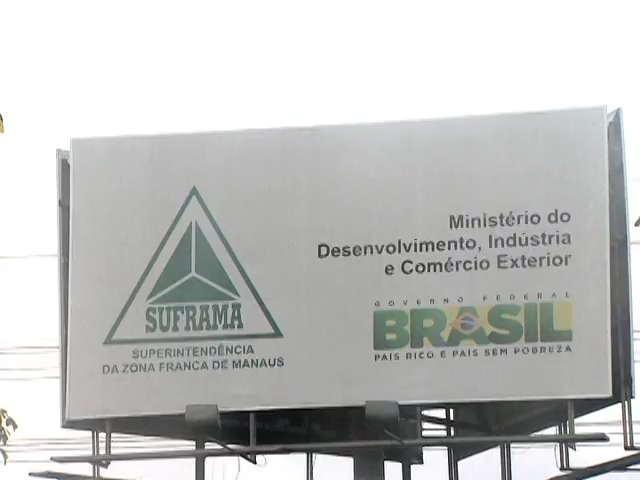 SUFRAMA
SUPERINTENDÊNCIA
DA ZONA FRANCA DE MANAUS
Ministério do
Desenvolvimento, Indústria
e Comércio Exterior
GOVERNO FEDERAL
BRASIL
PAÍS RICO É PAÍS SEM POBREZA